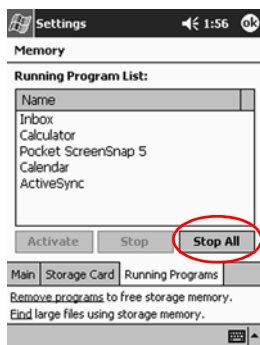 Settings 1:56 ok
Memory
Running Program List:
Name
Inbox
Calculator
Pocket ScreenSnap 5
Calendar
ActiveSync
Activate Stop Stop All
Main Storage Card Running Programs
Remove programs to free storage memory.
Find large files using storage memory.